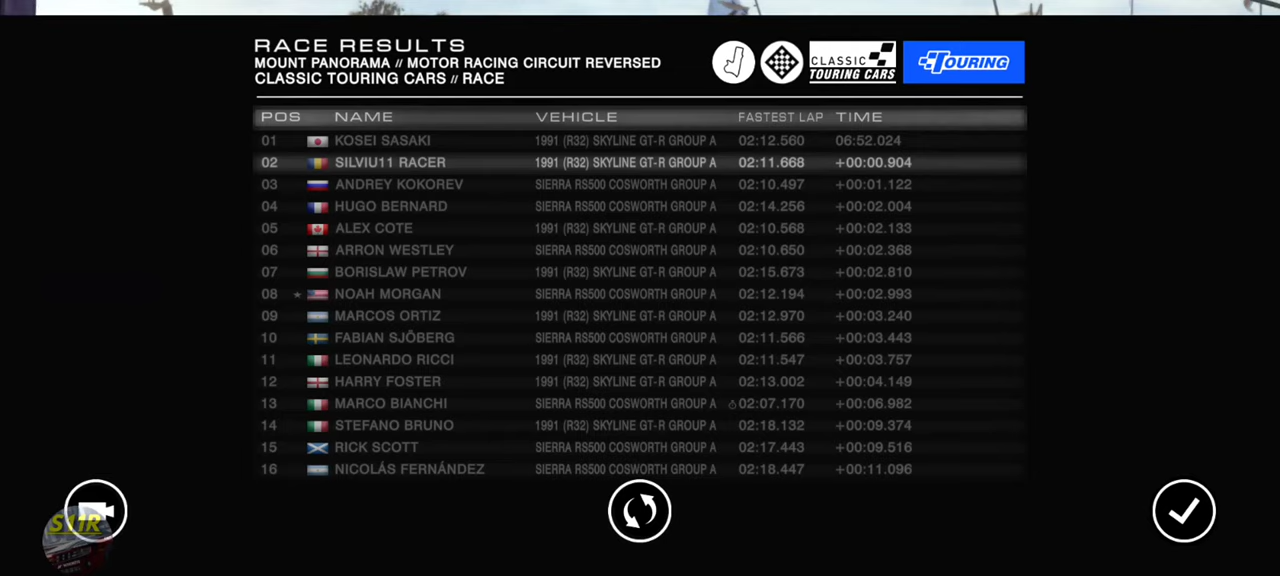 RACE RESULTS
MOUNT PANORAMA // MOTOR RACING CIRCUIT REVERSED
CLASSIC TOURING CARS // RACE
CLASSIC
TOURING CARS
TOURING
POS NAME VEHICLE FASTEST LAP TIME
01 KOSEI SASAKI 1991 (R32) SKYLINE GT-R GROUP A 02:12.560 06:52.024
02 SILVIU11 RACER 1991 (R32) SKYLINE GT-R GROUP A 02:11.668 +00:00.904
03 ANDREY KOKOREV SIERRA RS500 COSWORTH GROUP A 02:10.497 +00:01.122
04 HUGO BERNARD SIERRA RS500 COSWORTH GROUP A 02:14.256 +00:02.004
05 ALEX COTE 1991 (R32) SKYLINE GT-R GROUP A 02:10.568 +00:02.133
06 ARRON WESTLEY SIERRA RS500 COSWORTH GROUP A 02:10.650 +00:02.368
07 BORISLAW PETROV 1991 (R32) SKYLINE GT-R GROUP A 02:15.673 +00:02.810
08 NOAH MORGAN SIERRA RS500 COSWORTH GROUP A 02:12.194 +00:02.993
09 MARCOS ORTIZ 1991 (R32) SKYLINE GT-R GROUP A 02:12.970 +00:03.240
10 FABIAN SJÖBERG SIERRA RS500 COSWORTH GROUP A 02:11.566 +00:03.443
11 LEONARDO RICCI 1991 (R32) SKYLINE GT-R GROUP A 02:11.547 +00:03.757
12 HARRY FOSTER 1991 (R32) SKYLINE GT-R GROUP A 02:13.002 +00:04.149
13 MARCO BIANCHI SIERRA RS500 COSWORTH GROUP A 02:07.170 +00:06.982
14 STEFANO BRUNO 1991 (R32) SKYLINE GT-R GROUP A 02:18.132 +00:09.374
15 RICK SCOTT SIERRA RS500 COSWORTH GROUP A 02:17.443 +00:09.516
16 NICOLÁS FERNÁNDEZ SIERRA RS500 COSWORTH GROUP A 02:18.447 +00:11.096
S11R